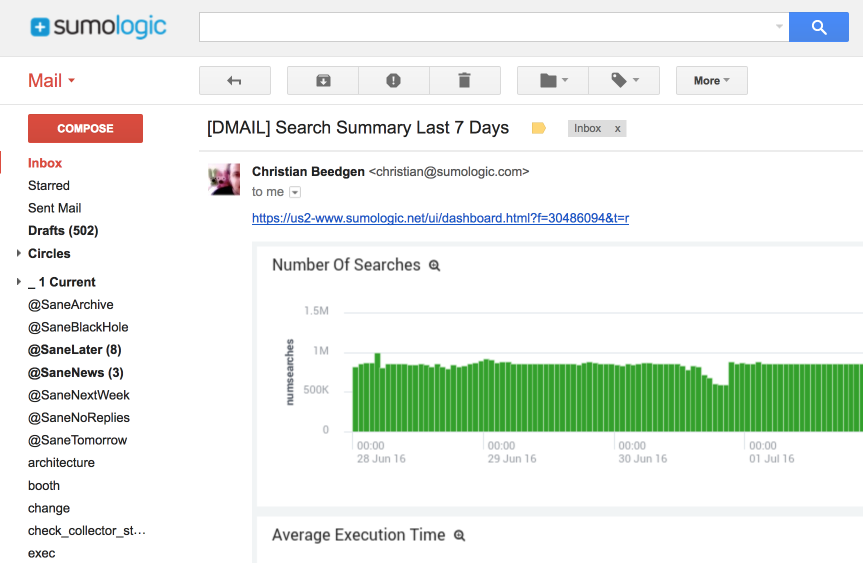 sumologic
Mail
More
COMPOSE
[DMAIL] Search Summary Last 7 Days
Inbox x
Inbox
Starred
Sent Mail
Drafts (502)
Circles
_ 1 Current
@SaneArchive
@SaneBlackHole
@SaneLater (8)
@SaneNews (3)
@SaneNextWeek
@SaneNoReplies
@SaneTomorrow
architecture
booth
change
check_collector_st...
exec
Christian Beedgen <christian@sumologic.com>
to me
https://us2-www.sumologic.net/ui/dashboard.html?f=30486094&t=r
Number Of Searches
numsearches
1.5M
1M
500K
0
00:00 00:00 00:00 00:00
28 Jun 16 29 Jun 16 30 Jun 16 01 Jul 16
Average Execution Time